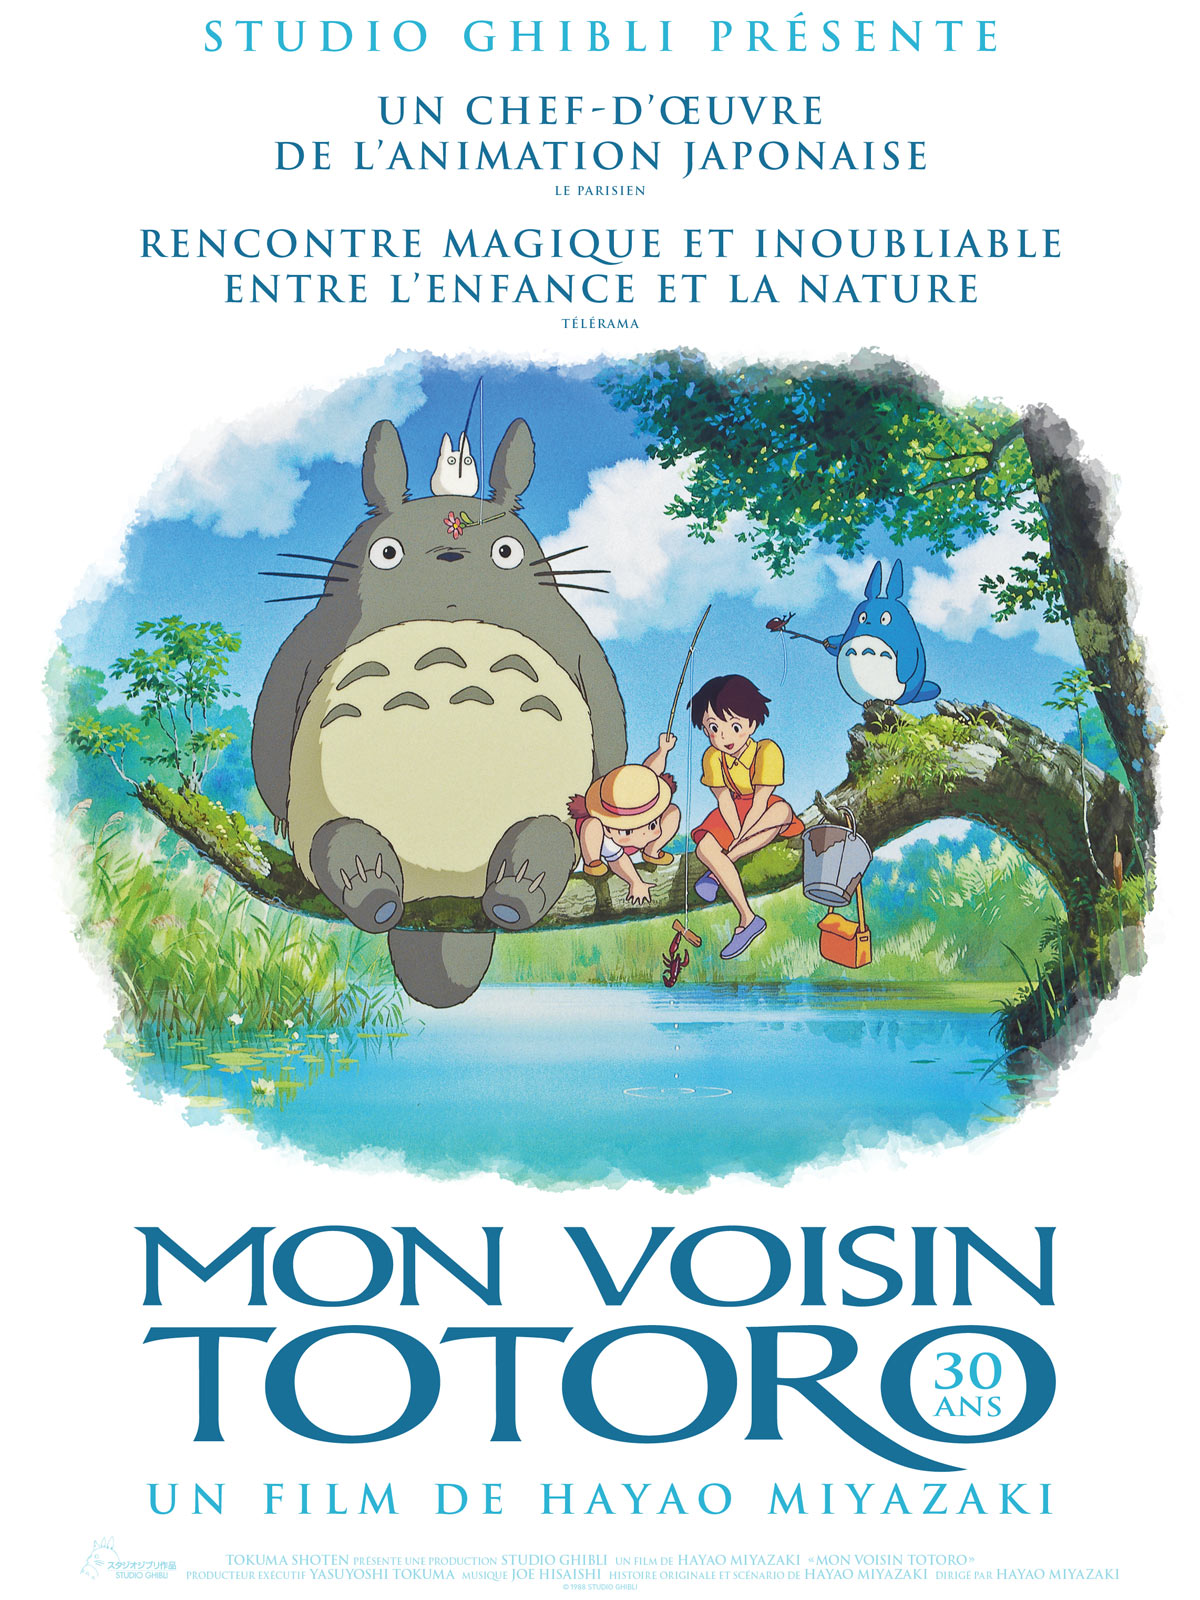 STUDIO GHIBLI PRÉSENTE
UN CHEF-D'ŒUVRE
DE L'ANIMATION JAPONAISE
LE PARISIEN
RENCONTRE MAGIQUE ET INOUBLIABLE
ENTRE L'ENFANCE ET LA NATURE
TÉLÉRAMA
MON VOISIN
TOTORO
30
ANS
UN FILM DE HAYAO MIYAZAKI
スタジオジブリ作品
STUDIO GHIBLI
TOKUMA SHOTEN PRÉSENTE UNE PRODUCTION STUDIO GHIBLI UN FILM DE HAYAO MIYAZAKI «MON VOISIN TOTORO»
PRODUCTEUR EXÉCUTIF YASUYOSHI TOKUMA MUSIQUE JOE HISAISHI HISTOIRE ORIGINALE ET SCÉNARIO DE HAYAO MIYAZAKI DIRIGÉ PAR HAYAO MIYAZAKI
© 1988 STUDIO GHIBLI